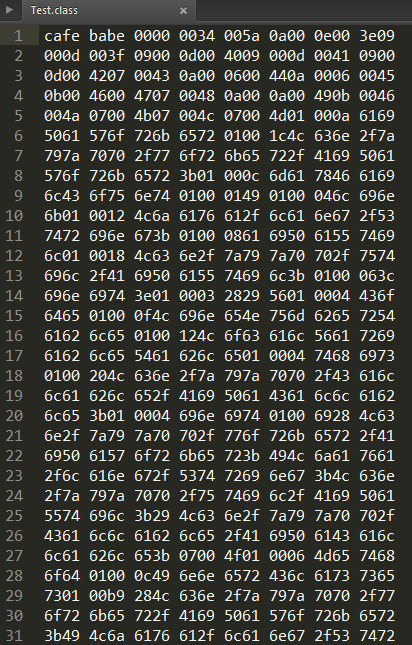 Test.class ×
1 cafe babe 0000 0034 005a 0a00 0e00 3e09
2 000d 003f 0900 0d00 4009 000d 0041 0900
3 0d00 4207 0043 0a00 0600 440a 0006 0045
4 0b00 4600 4707 0048 0a00 0a00 490b 0046
5 004a 0700 4b07 004c 0700 4d01 000a 6169
6 5061 576f 726b 6572 0100 1c4c 636e 2f7a
7 797a 7070 2f77 6f72 6b65 722f 4169 5061
8 576f 726b 6572 3b01 000c 6d61 7846 6169
9 6c43 6f75 6e74 0100 0149 0100 046c 696e
10 6b01 0012 4c6a 6176 612f 6c61 6e67 2f53
11 7472 696e 673b 0100 0861 6950 6155 7469
12 6c01 0018 4c63 6e2f 7a79 7a70 702f 7574
13 696c 2f41 6950 6155 7469 6c3b 0100 063c
14 696e 6974 3e01 0003 2829 5601 0004 436f
15 6465 0100 0f4c 696e 654e 756d 6265 7254
16 6162 6c65 0100 124c 6f63 616c 5661 7269
17 6162 6c65 5461 626c 6501 0004 7468 6973
18 0100 204c 636e 2f7a 797a 7070 2f43 616c
19 6c61 626c 652f 4169 5061 4361 6c6c 6162
20 6c65 3b01 0004 696e 6974 0100 6928 4c63
21 6e2f 7a79 7a70 702f 776f 726b 6572 2f41
22 6950 6157 6f72 6b65 723b 494c 6a61 7661
23 2f6c 616e 672f 5374 7269 6e67 3b4c 636e
24 2f7a 797a 7070 2f75 7469 6c2f 4169 5061
25 5574 696c 3b29 4c63 6e2f 7a79 7a70 702f
26 4361 6c6c 6162 6c65 2f41 6950 6143 616c
27 6c61 626c 653b 0700 4f01 0006 4d65 7468
28 6f64 0100 0c49 6e6e 6572 436c 6173 7365
29 7301 00b9 284c 636e 2f7a 797a 7070 2f77
30 6f72 6b65 722f 4169 5061 576f 726b 6572
31 3b49 4c6a 6176 612f 6c61 6e67 2f53 7472